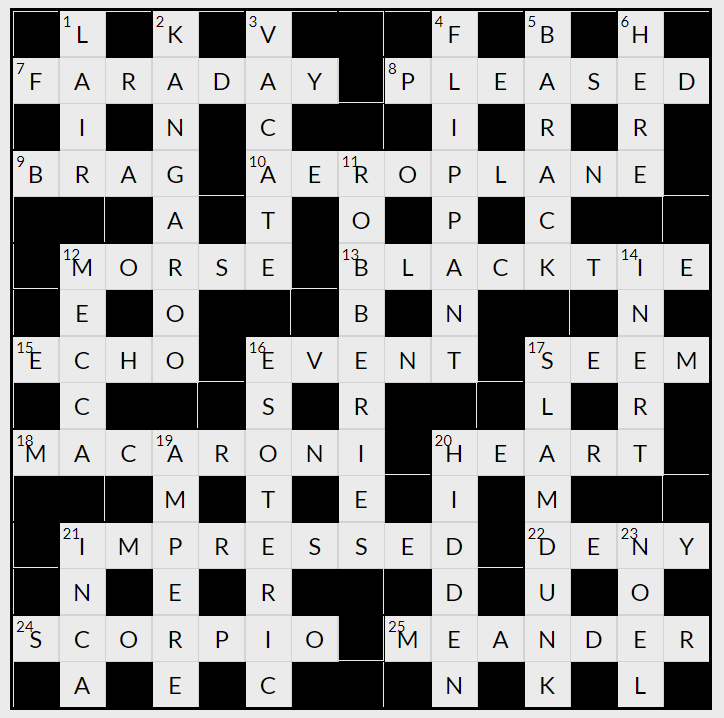 1 L 2 K 3 V 4 F 5 B 6 H
7 F A R A D A Y 8 P L E A S E D
I N C I R R
9 B R A G 10 A E 11 R O P L A N E
A T O P C
12 M O R S E 13 B L A C K T 14 I E
E O B N N
15 E C H O 16 E V E N T 17 S E E M
C S R L R
18 M A C 19 A R O N I 20 H E A R T
M T E I M
21 I M P R E S S E D 22 D E 23 N Y
N E R D U O
24 S C O R P I O 25 M E A N D E R
A E C N K L